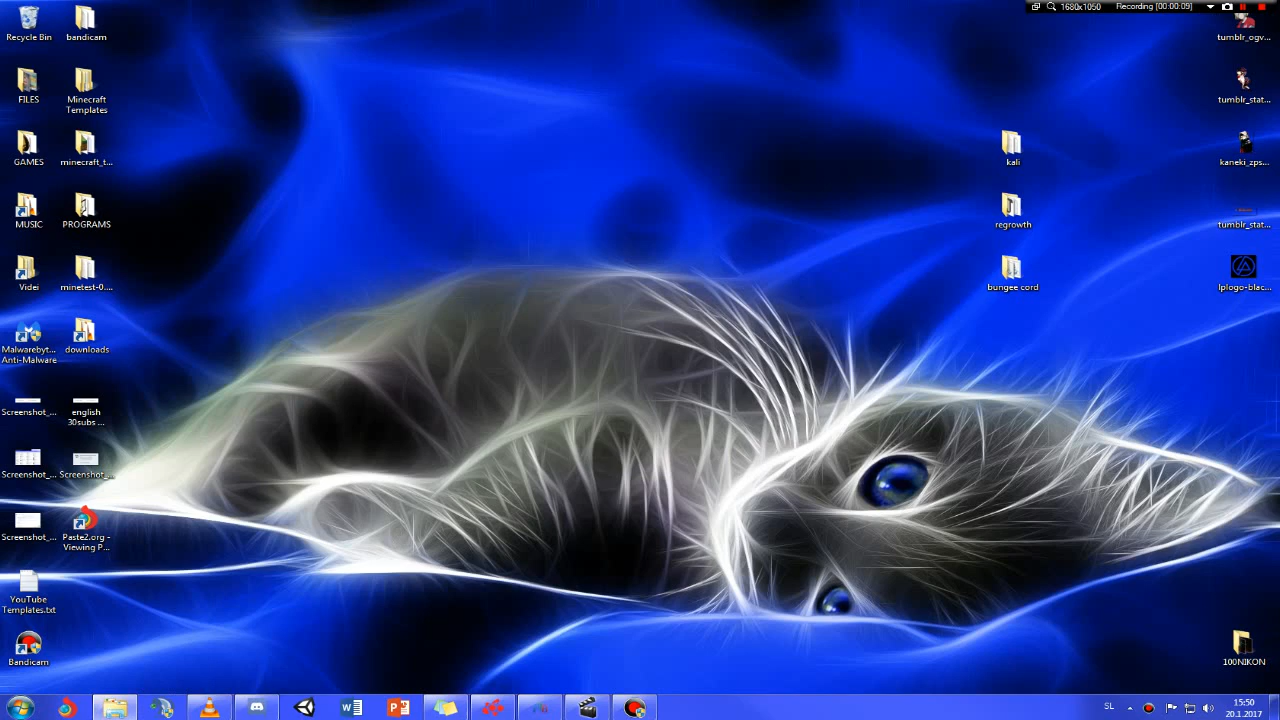 1680x1050
Recording [00:00:09]
Recycle Bin
bandicam
tumblr_ogv...
FILES
Minecraft
Templates
tumblr_stat...
GAMES
minecraft_t...
kali
kaneki_zps...
MUSIC
PROGRAMS
regrowth
tumblr_stat...
Videi
minetest-0....
bungee cord
lplogo-blac...
Malwarebyt...
Anti-Malware
downloads
Screenshot_...
english
30subs ...
Screenshot_...
Screenshot_...
Screenshot_...
Paste2.org -
Viewing P...
YouTube
Templates.txt
Bandicam
100NIKON
SL
15:50
20.1.2017